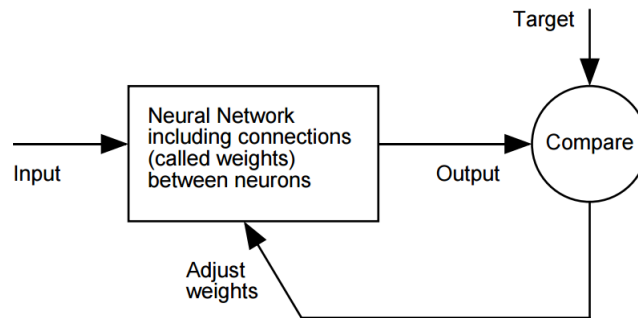 Target
Neural Network
including connections
(called weights)
between neurons
Compare
Input
Output
Adjust
weights